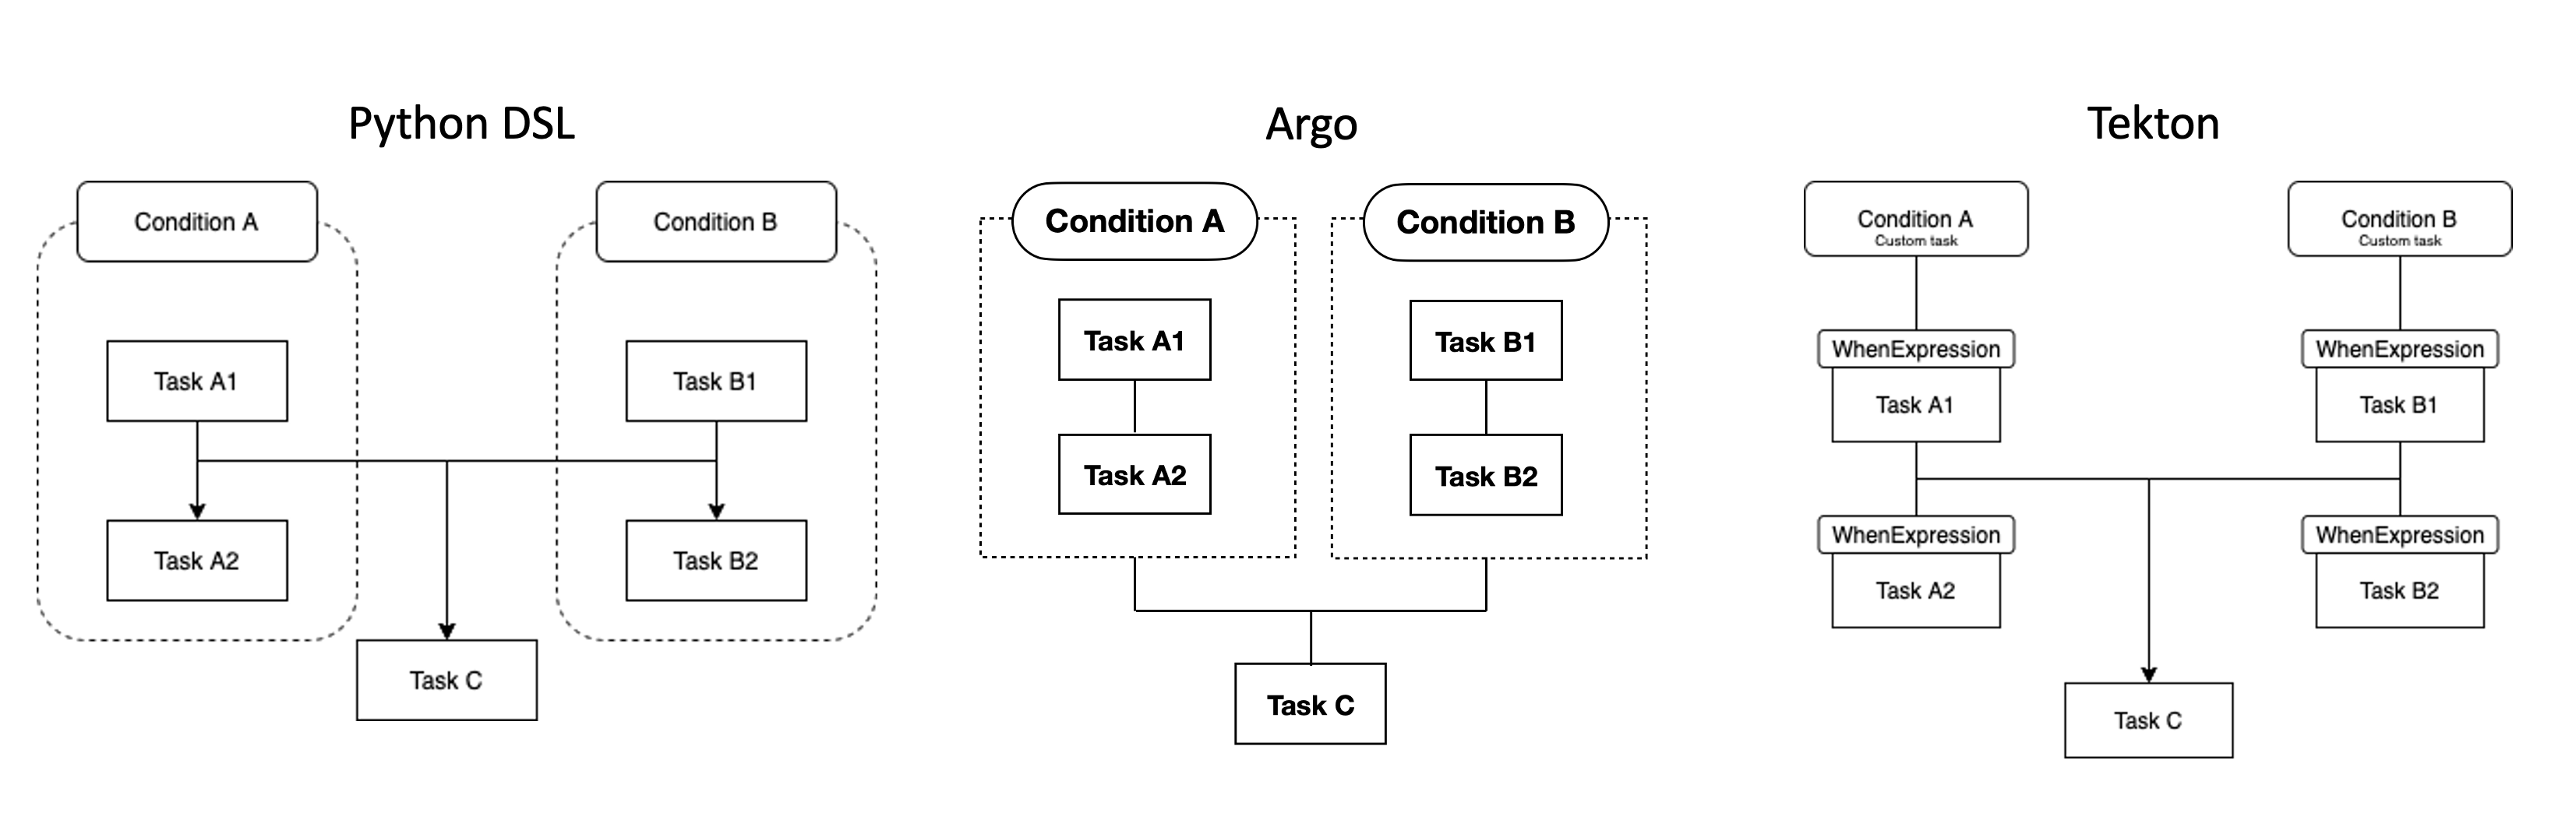 Python DSL
Condition A
Condition B
Task A1
Task B1
Task A2
Task B2
Task C
Argo
Condition A
Condition B
Task A1
Task B1
Task A2
Task B2
Task C
Tekton
Condition A
Custom task
Condition B
Custom task
WhenExpression
Task A1
WhenExpression
Task B1
WhenExpression
Task A2
WhenExpression
Task B2
Task C